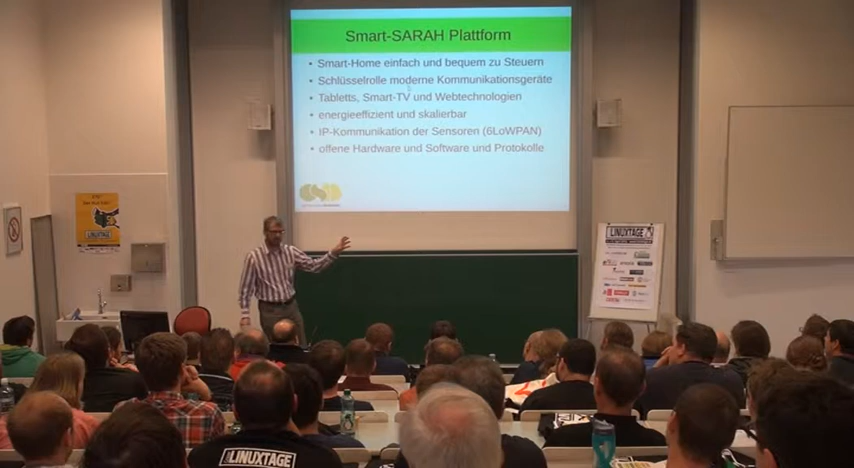 Smart-SARAH Plattform
• Smart-Home einfach und bequem zu Steuern
• Schlüsselrolle moderne Kommunikationsgeräte
• Tabletts, Smart-TV und Webtechnologien
• energieeffizient und skalierbar
• IP-Kommunikation der Sensoren (6LoWPAN)
• offene Hardware und Software und Protokolle
LINUXTAGE
LINUXTAGE
LINUXTAGE